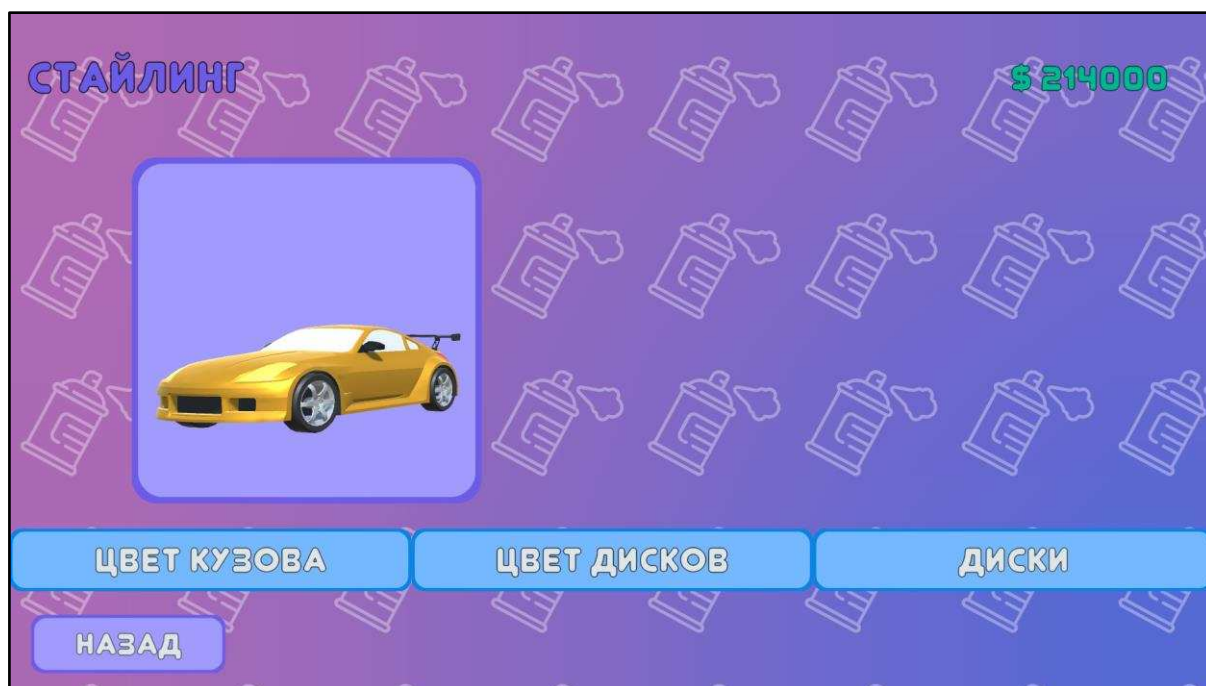 СТАЙЛИНГ
$ 214000
ЦВЕТ КУЗОВА
ЦВЕТ ДИСКОВ
ДИСКИ
НАЗАД